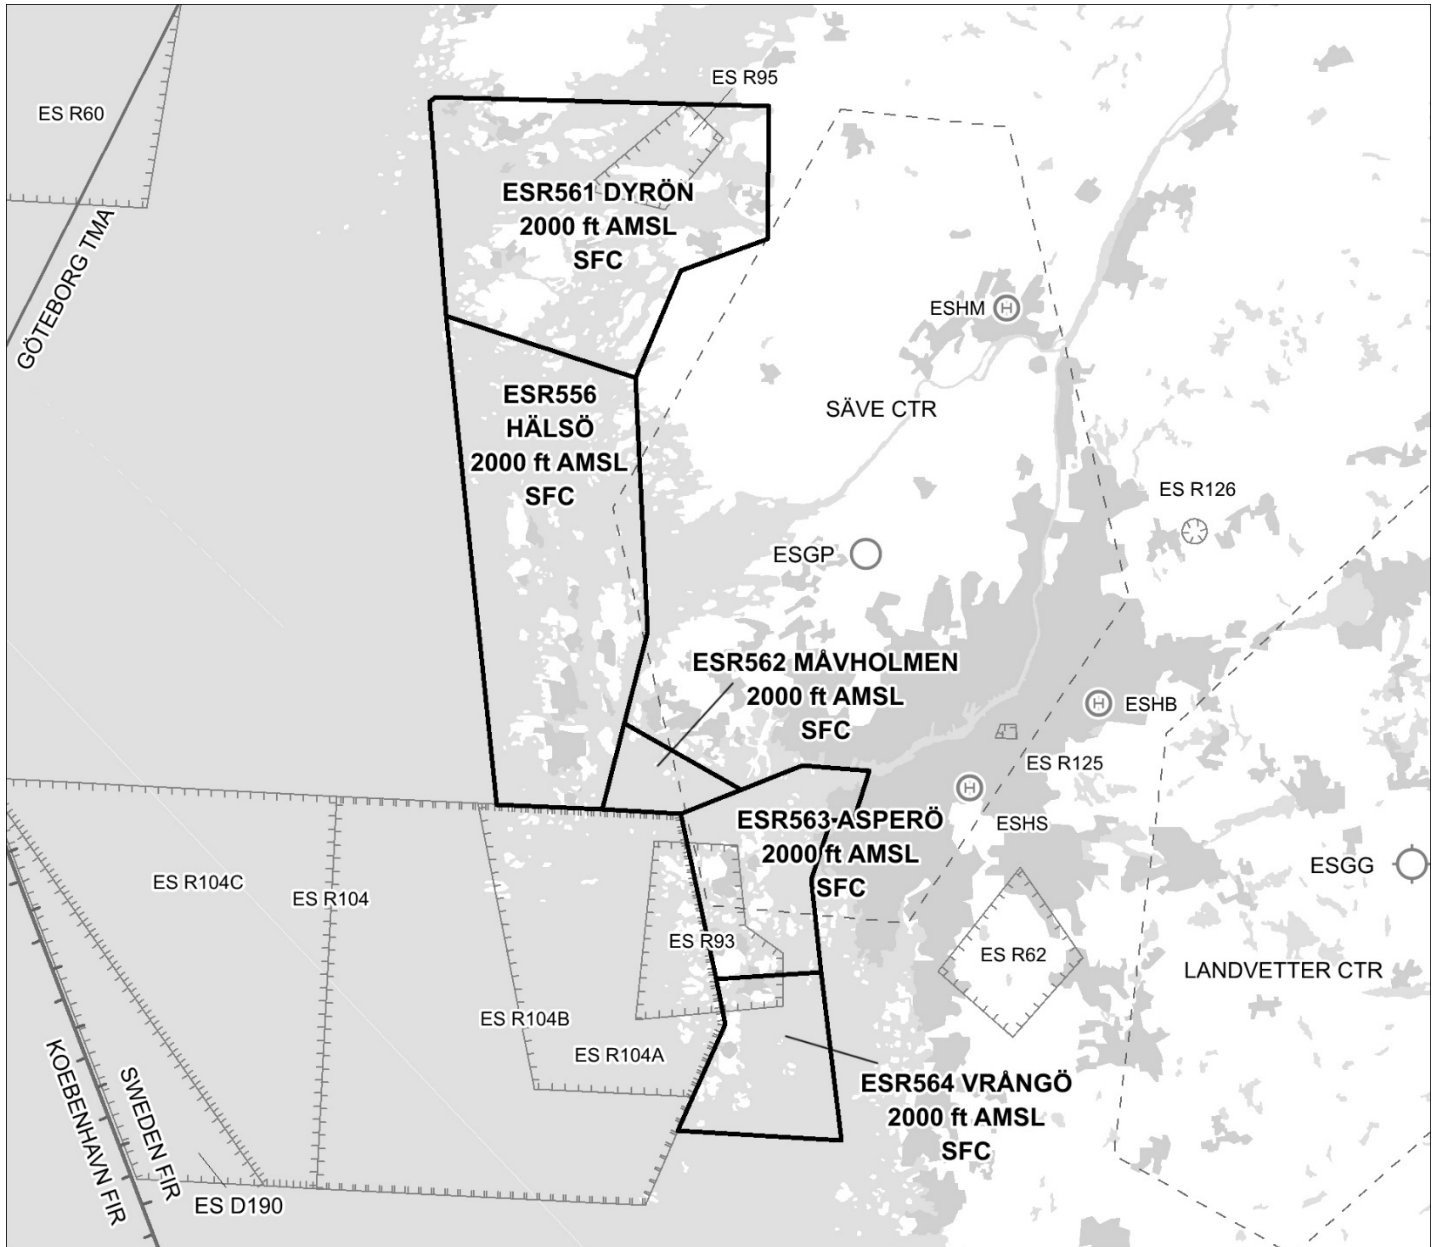 ES R95
ES R60
ESR561 DYRÖN
2000 ft AMSL
SFC
GÖTEBORG TMA
ESHM
ESR556
HÄLSÖ
2000 ft AMSL
SFC
SÄVE CTR
ES R126
ESGP
ESR562 MÅVHOLMEN
2000 ft AMSL
SFC
ESHB
ES R125
ESHS
ESR563 ASPERÖ
2000 ft AMSL
SFC
ESGG
ES R104C
ES R104
ES R93
ES R62
LANDVETTER CTR
ES R104B
ES R104A
ESR564 VRÅNGÖ
2000 ft AMSL
SFC
SWEDEN FIR
KOEBENHAVN FIR
ES D190
H
H
H